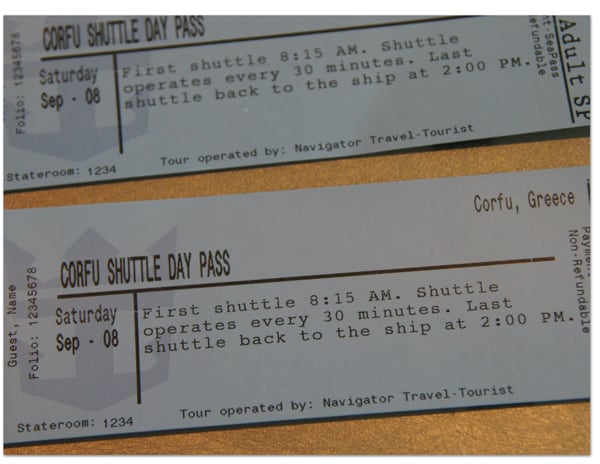 CORFU SHUTTLE DAY PASS
Folio: 12345678
Saturday
Sep - 08
First shuttle 8:15 AM. Shuttle
operates every 30 minutes. Last
shuttle back to the ship at 2:00 PM.
Tour operated by: Navigator Travel-Tourist
Stateroom: 1234
Adult
Corfu, Greece
CORFU SHUTTLE DAY PASS
Guest, Name
Folio: 12345678
Saturday
Sep - 08
First shuttle 8:15 AM. Shuttle
operates every 30 minutes. Last
shuttle back to the ship at 2:00 PM.
Tour operated by: Navigator Travel-Tourist
Stateroom: 1234
Non-Refundable